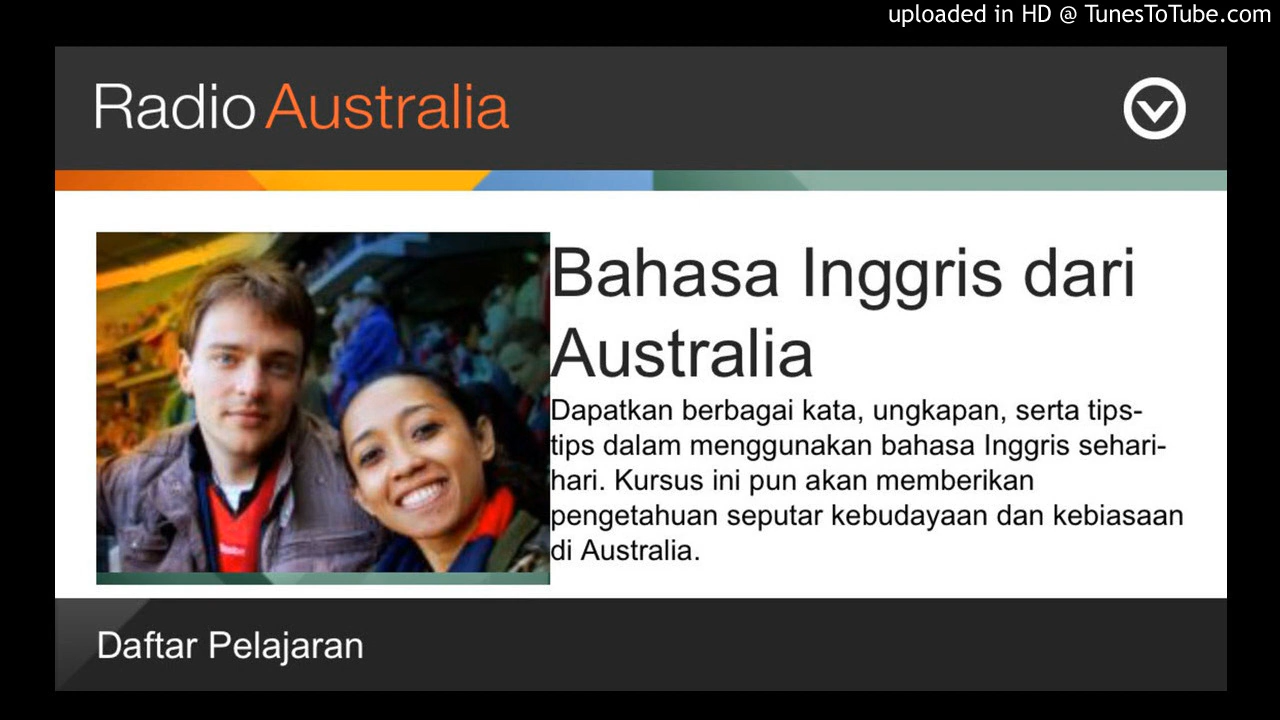 uploaded in HD @ TunesToTube.com
Radio Australia
Bahasa Inggris dari
Australia
Dapatkan berbagai kata, ungkapan, serta tips-
tips dalam menggunakan bahasa Inggris sehari-
hari. Kursus ini pun akan memberikan
pengetahuan seputar kebudayaan dan kebiasaan
di Australia.
Daftar Pelajaran